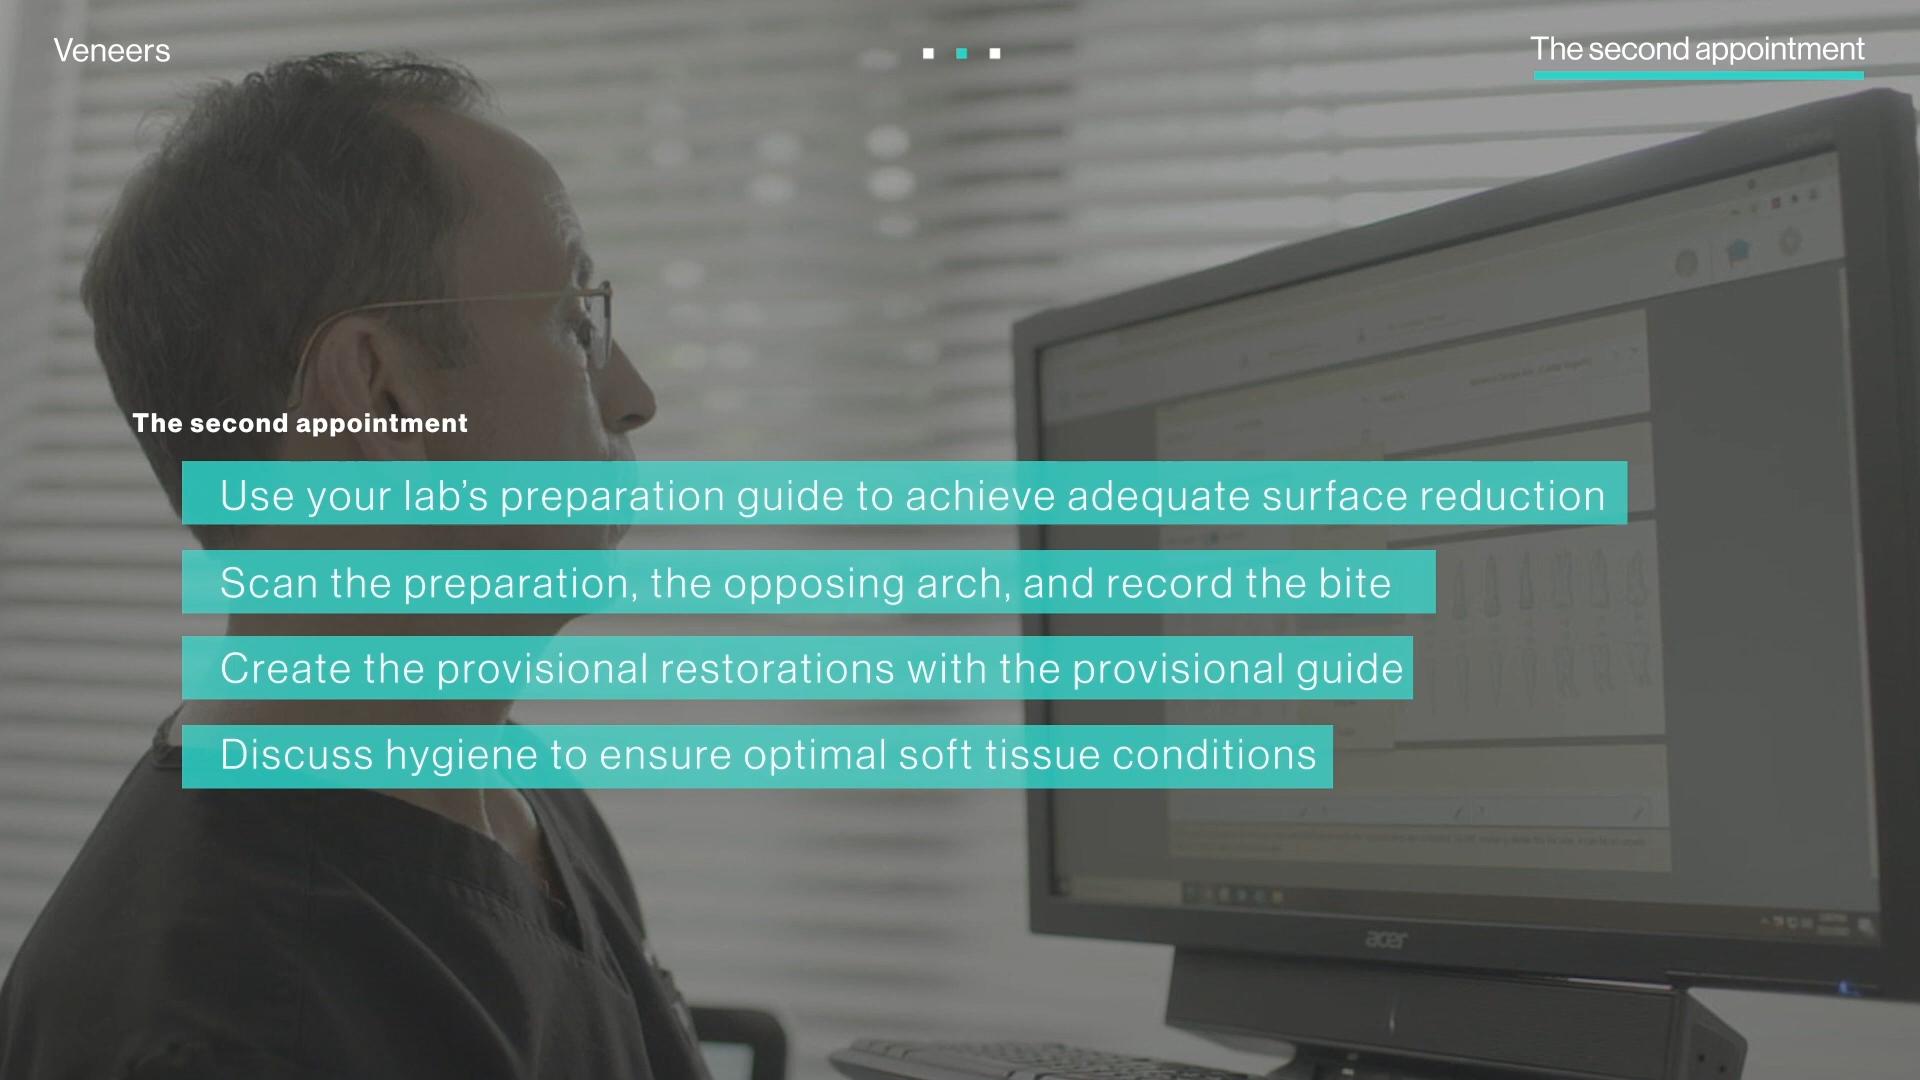 Veneers
The second appointment
The second appointment
Use your lab’s preparation guide to achieve adequate surface reduction
Scan the preparation, the opposing arch, and record the bite
Create the provisional restorations with the provisional guide
Discuss hygiene to ensure optimal soft tissue conditions
acer